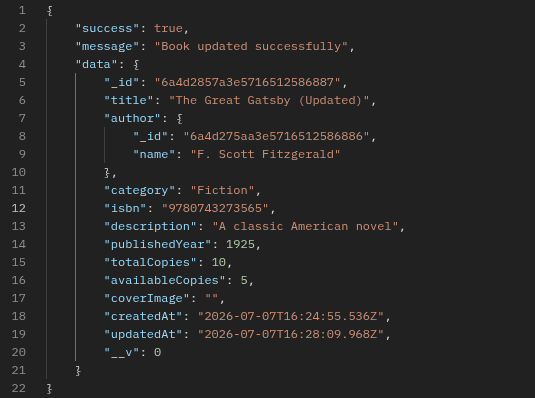 1 {
2     "success": true,
3     "message": "Book updated successfully",
4     "data": {
5         "_id": "6a4d2857a3e5716512586887",
6         "title": "The Great Gatsby (Updated)",
7         "author": {
8             "_id": "6a4d275aa3e5716512586886",
9             "name": "F. Scott Fitzgerald"
10         },
11         "category": "Fiction",
12         "isbn": "9780743273565",
13         "description": "A classic American novel",
14         "publishedYear": 1925,
15         "totalCopies": 10,
16         "availableCopies": 5,
17         "coverImage": "",
18         "createdAt": "2026-07-07T16:24:55.536Z",
19         "updatedAt": "2026-07-07T16:28:09.968Z",
20         "__v": 0
21     }
22 }